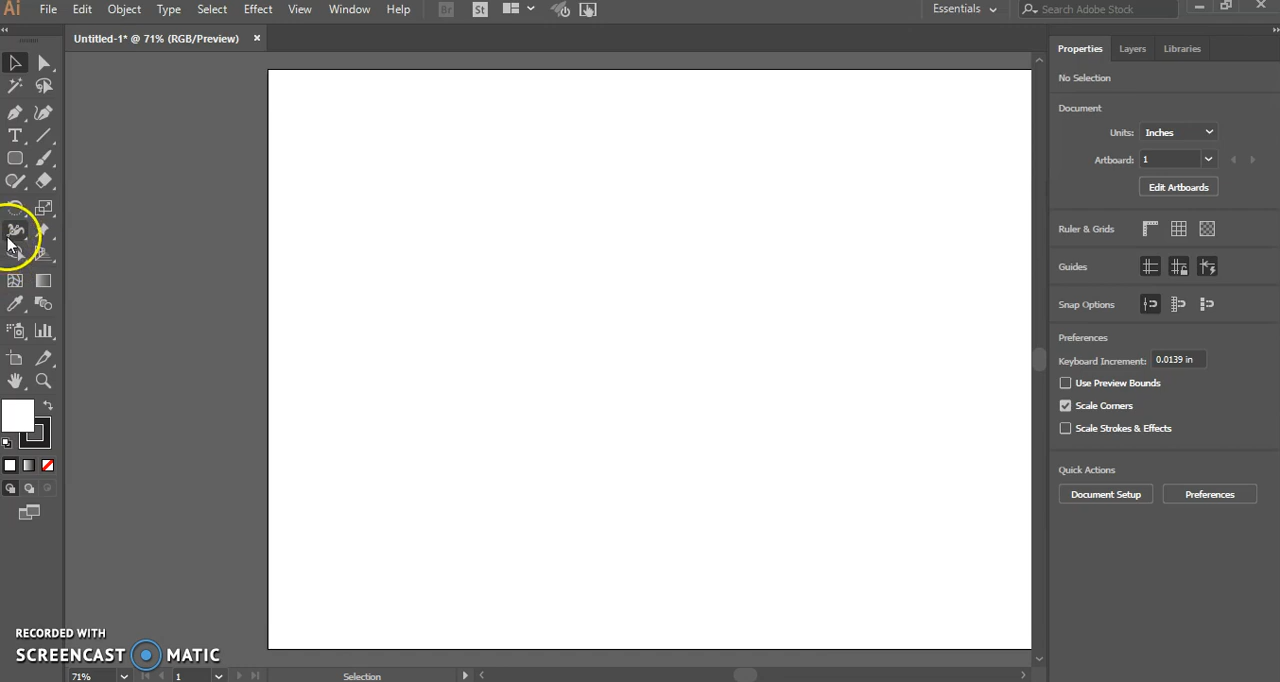 Ai File Edit Object Type Select Effect View Window Help Br St Essentials Search Adobe Stock
Untitled-1* @ 71% (RGB/Preview) ×
T
Properties Layers Libraries
No Selection
Document
Units: Inches
Artboard: 1
Edit Artboards
Ruler & Grids
Guides
Snap Options
Preferences
Keyboard Increment: 0.0139 in
Use Preview Bounds
Scale Corners
Scale Strokes & Effects
Quick Actions
Document Setup Preferences
RECORDED WITH
SCREENCAST MATIC
71% 1 Selection